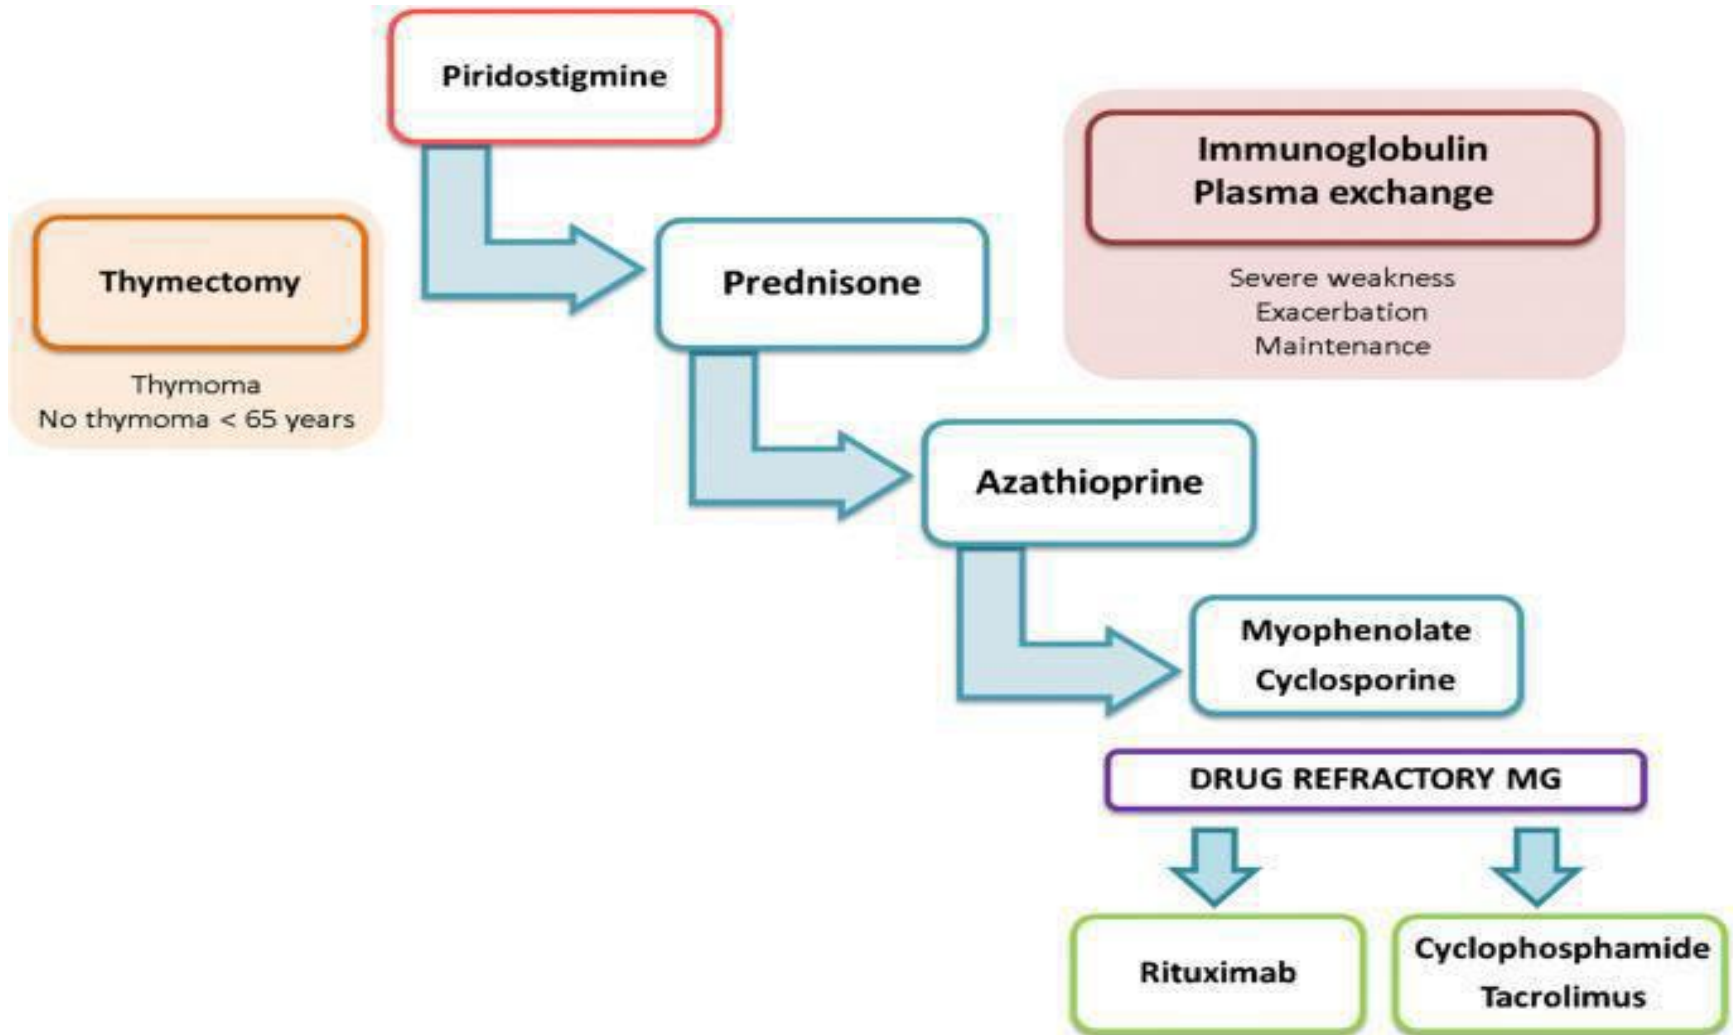 Piridostigmine
Immunoglobulin
Plasma exchange
Severe weakness
Exacerbation
Maintenance
Thymectomy
Thymoma
No thymoma < 65 years
Prednisone
Azathioprine
Myophenolate
Cyclosporine
DRUG REFRACTORY MG
Rituximab
Cyclophosphamide
Tacrolimus